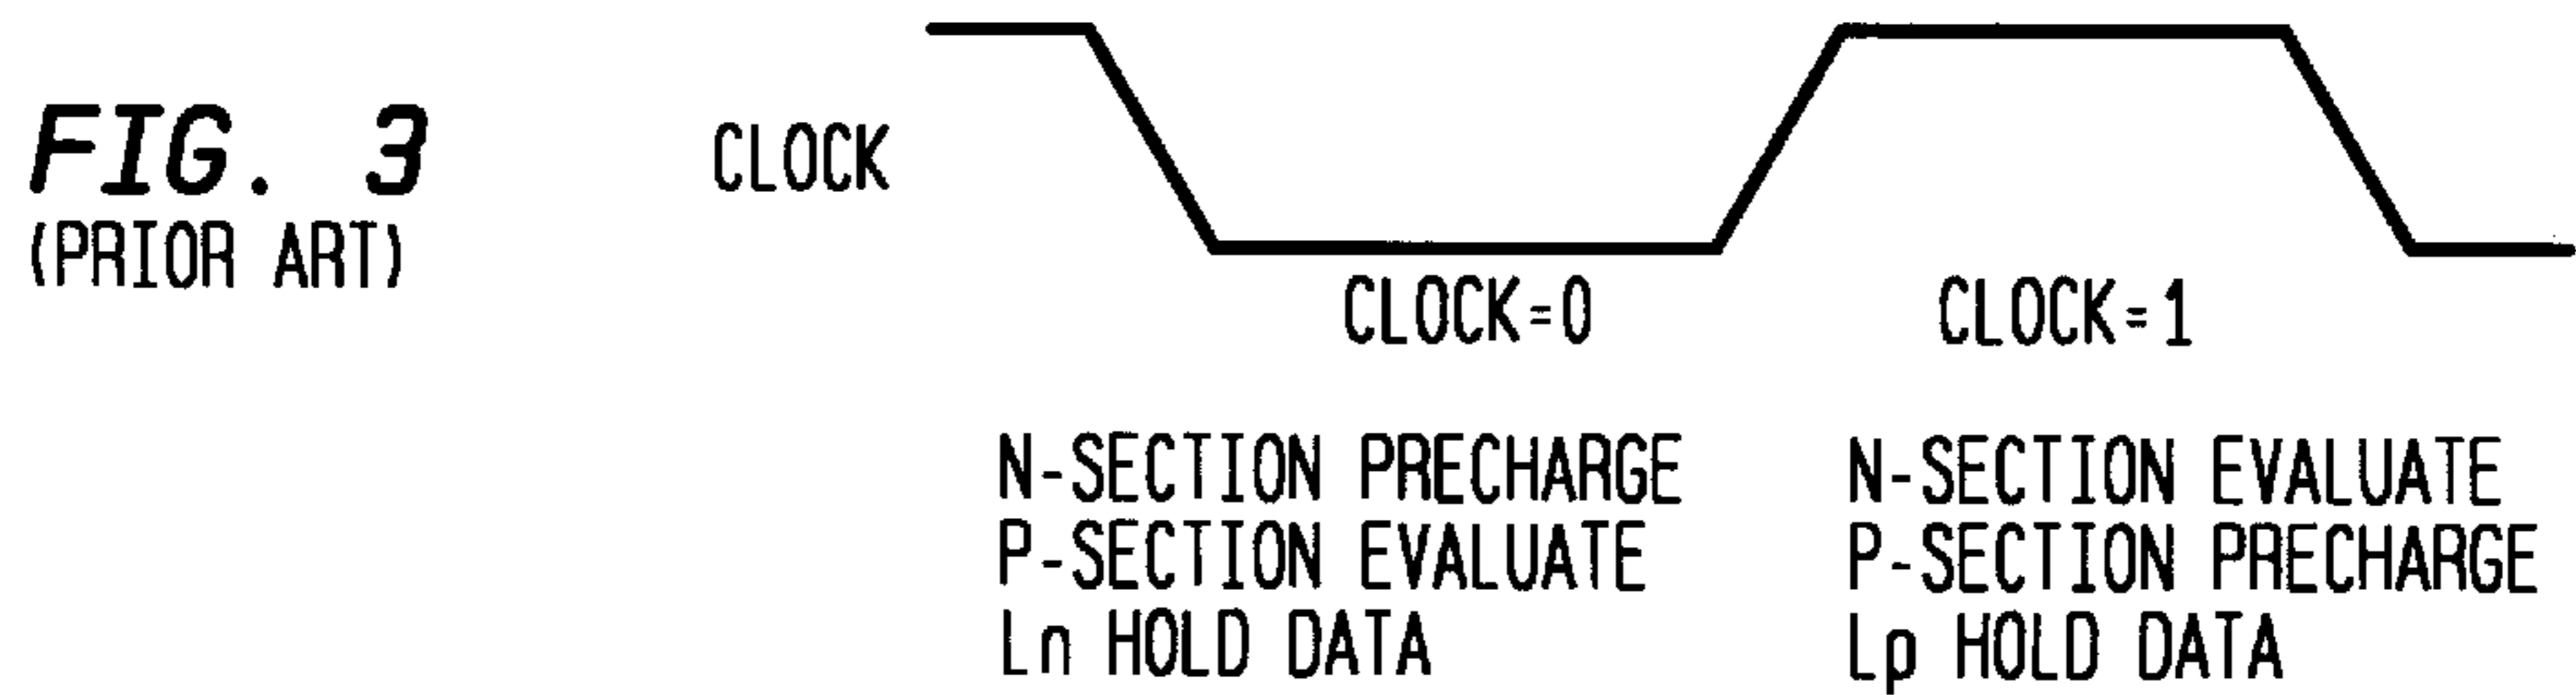 FIG. 3
(PRIOR ART)
CLOCK
CLOCK=0
CLOCK=1
N-SECTION PRECHARGE
P-SECTION EVALUATE
Ln HOLD DATA
N-SECTION EVALUATE
P-SECTION PRECHARGE
Lp HOLD DATA